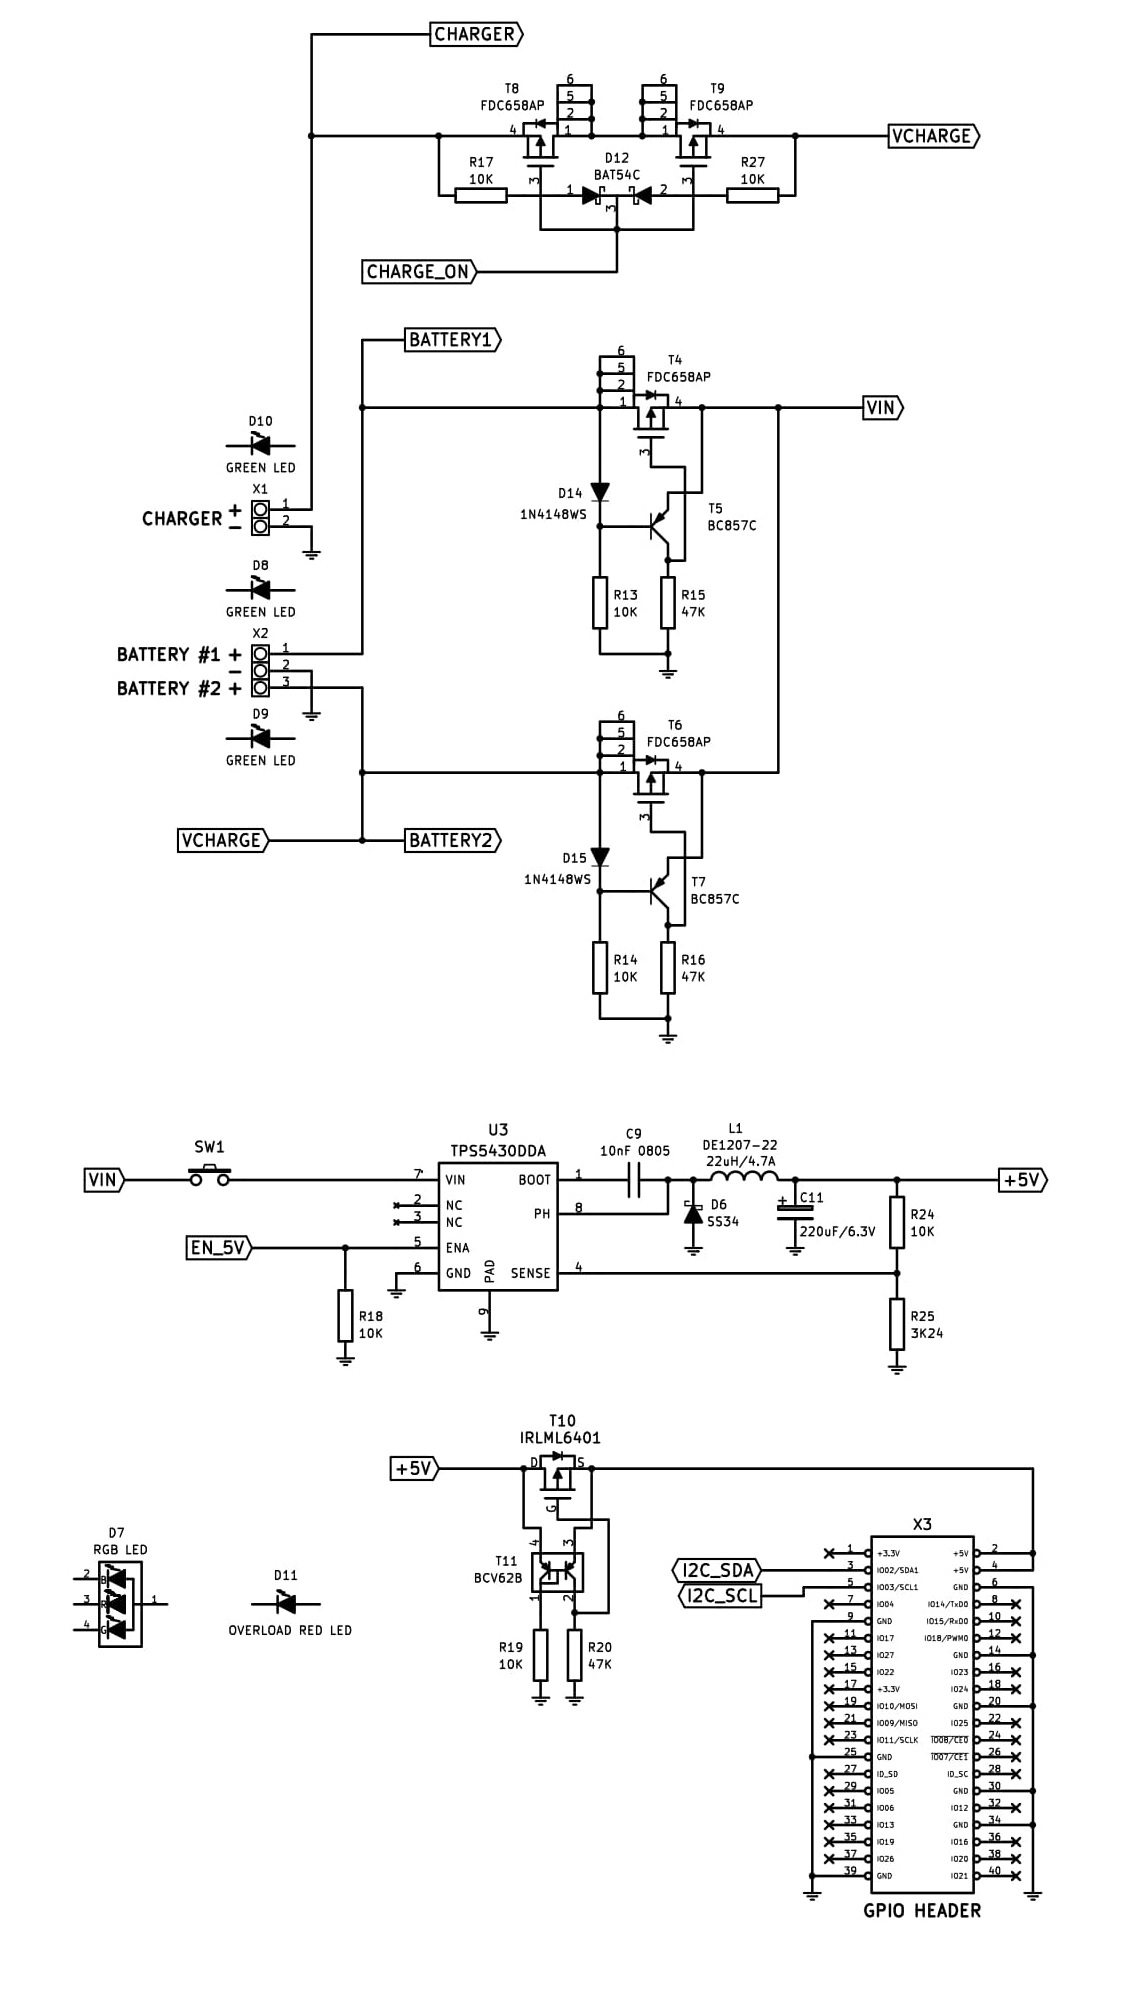 CHARGER
T8
FDC658AP
6
5
2
4
1
3
T9
FDC658AP
6
5
2
1
4
3
VCHARGE
R17
10K
D12
BAT54C
1
2
3
R27
10K
CHARGE_ON
BATTERY1
T4
FDC658AP
6
5
2
1
4
3
VIN
D10
GREEN LED
X1
CHARGER + 1
- 2
D14
1N4148WS
T5
BC857C
D8
GREEN LED
R13
10K
R15
47K
X2
BATTERY #1 + 1
- 2
BATTERY #2 + 3
D9
GREEN LED
T6
FDC658AP
6
5
2
1
4
3
VCHARGE
BATTERY2
D15
1N4148WS
T7
BC857C
R14
10K
R16
47K
SW1
VIN
U3
TPS5430DDA
7 VIN
2 NC
3 NC
5 ENA
6 GND
PAD
9
BOOT 1
PH 8
SENSE 4
EN_5V
R18
10K
C9
10nF 0805
L1
DE1207-22
22uH/4.7A
D6
SS34
+
C11
220uF/6.3V
+5V
R24
10K
R25
3K24
T10
IRLML6401
+5V
D
S
G
T11
BCV62B
4
3
1
2
R19
10K
R20
47K
D7
RGB LED
2 B
3 R
4 G
1
D11
OVERLOAD RED LED
I2C_SDA
I2C_SCL
X3
1 +3.3V +5V 2
3 IO02/SDA1 +5V 4
5 IO03/SCL1 GND 6
7 IO04 IO14/TxD0 8
9 GND IO15/RxD0 10
11 IO17 IO18/PWM0 12
13 IO27 GND 14
15 IO22 IO23 16
17 +3.3V IO24 18
19 IO10/MOSI GND 20
21 IO09/MISO IO25 22
23 IO11/SCLK IO08/CE0 24
25 GND IO07/CE1 26
27 ID_SD ID_SC 28
29 IO05 GND 30
31 IO06 IO12 32
33 IO13 GND 34
35 IO19 IO16 36
37 IO26 IO20 38
39 GND IO21 40
GPIO HEADER